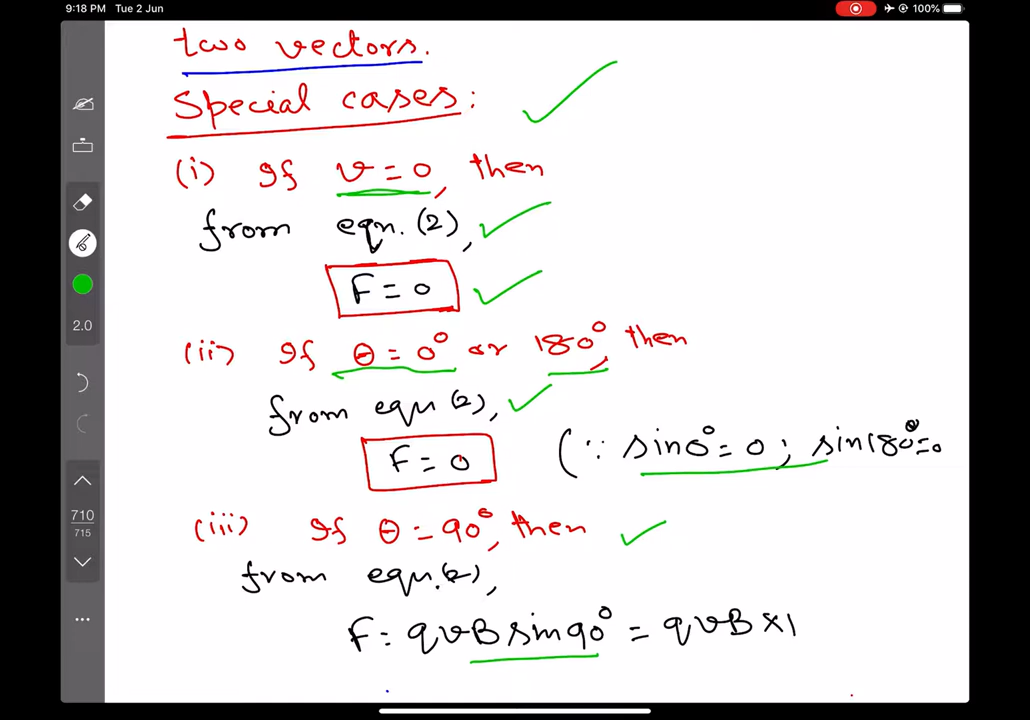 9:18 PM Tue 2 Jun 100%
two vectors.
Special cases:
(i) If v = 0, then
from eqn. (2),
F = 0
(ii) If θ = 0° or 180°, then
from eqn (2),
F = 0 (∵ sin0° = 0; sin180° = 0
(iii) If θ = 90°, then
from eqn. (2),
F = qvB sin90° = qvB × 1
2.0
710
715